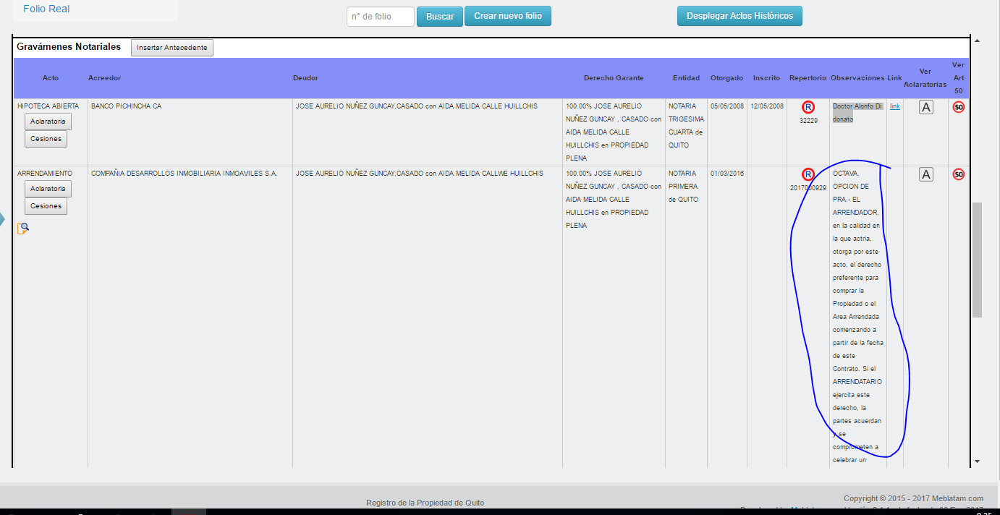 Folio Real
n° de folio
Buscar
Crear nuevo folio
Desplegar Actos Históricos
Gravámenes Notariales
Insertar Antecedente
Acto
Acreedor
Deudor
Derecho Garante
Entidad
Otorgado
Inscrito
Repertorio
Observaciones
Link
Ver
Aclaratorias
Ver
Art
50
HIPOTECA ABIERTA
Aclaratoria
Cesiones
BANCO PICHINCHA CA
JOSE AURELIO NUÑEZ GUNCAY,CASADO con AIDA MELIDA CALLE HUILLCHIS
100.00% JOSE AURELIO
NUÑEZ GUNCAY , CASADO con
AIDA MELIDA CALLE
HUILLCHIS en PROPIEDAD
PLENA
NOTARIA
TRIGESIMA
CUARTA de
QUITO
05/05/2008
12/05/2008
R
32229
Doctor Alonfo Di
donato
link
A
50
ARRENDAMIENTO
Aclaratoria
Cesiones
COMPAÑIA DESARROLLOS INMOBILIARIA INMOAVILES S.A.
JOSE AURELIO NUÑEZ GUNCAY,CASADO con AIDA MELIDA CALLWE HUILLCHIS
100.00% JOSE AURELIO
NUÑEZ GUNCAY , CASADO con
AIDA MELIDA CALLE
HUILLCHIS en PROPIEDAD
PLENA
NOTARIA
PRIMERA
de QUITO
01/03/2016
R
2017000929
OCTAVA.
OPCION DE
PRA.- EL
ARRENDADOR,
en la calidad en
la que actria,
otorga por este
acto, el derecho
preferente para
comprar la
Propiedad o el
Area Arrendada
comenzando a
partir de la fecha
de este
Contrato. Si el
ARRENDATARIO
ejercita este
derecho, la
partes acuerdan
y se
comprometen a
celebrar un
A
50
Registro de la Propiedad de Quito
Copyright © 2015 - 2017 Meblatam.com